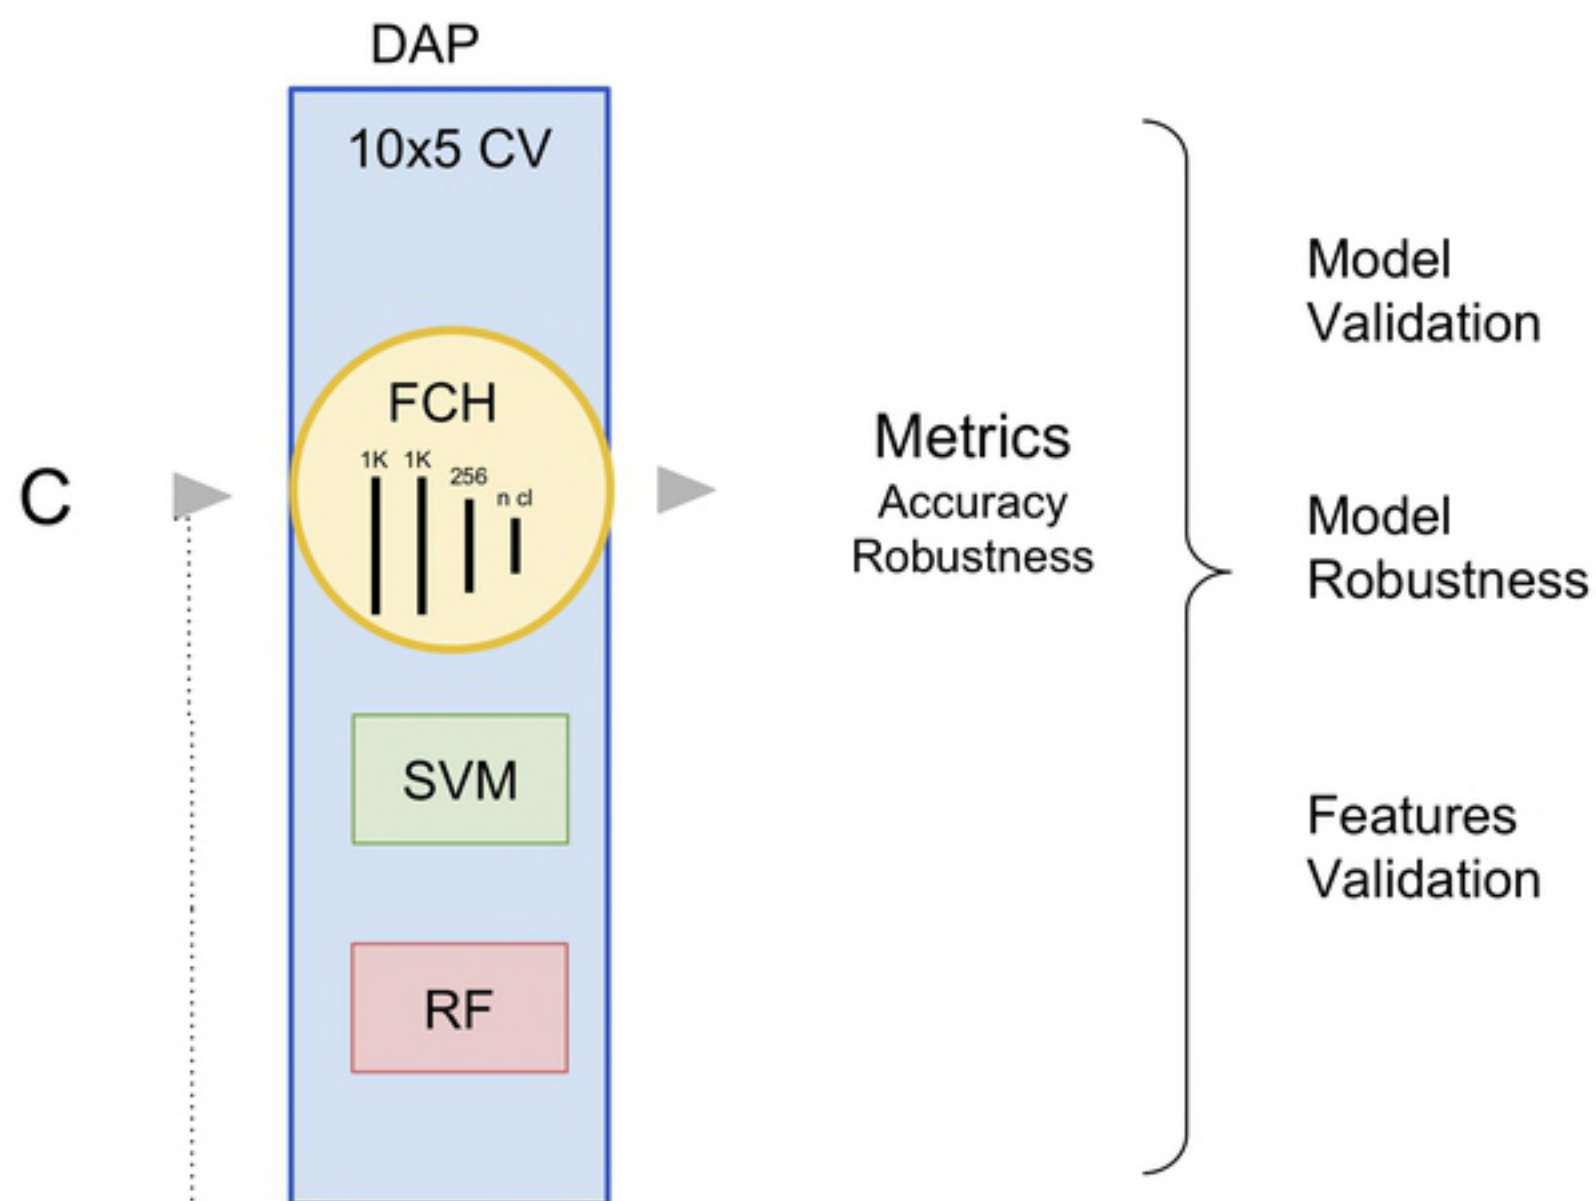 DAP
10x5 CV
FCH
1K 1K
256
n cl
C
SVM
RF
Metrics
Accuracy
Robustness
Model
Validation
Model
Robustness
Features
Validation